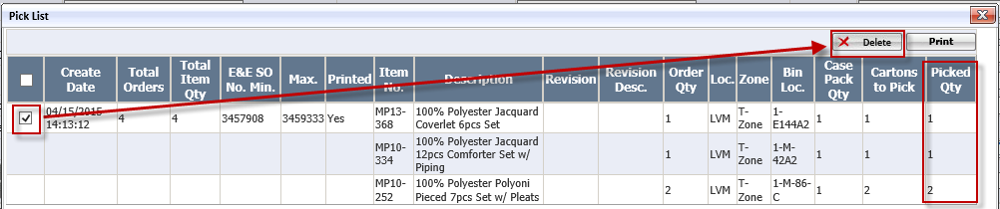 Pick List
Delete Print
Create Date Total Orders Total Item Qty E&E SO No. Min. Max. Printed Item No. Description Revision Revision Desc. Order Qty Loc. Zone Bin Loc. Case Pack Qty Cartons to Pick Picked Qty
04/15/2015 14:13:12 4 4 3457908 3459333 Yes MP13-368 100% Polyester Jacquard Coverlet 6pcs Set 1 LVM T-Zone 1-E144A2 1 1 1
MP10-334 100% Polyester Jacquard 12pcs Comforter Set w/ Piping 1 LVM T-Zone 1-M-42A2 1 1 1
MP10-252 100% Polyester Polyoni Pieced 7pcs Set w/ Pleats 2 LVM T-Zone 1-M-86-C 1 2 2